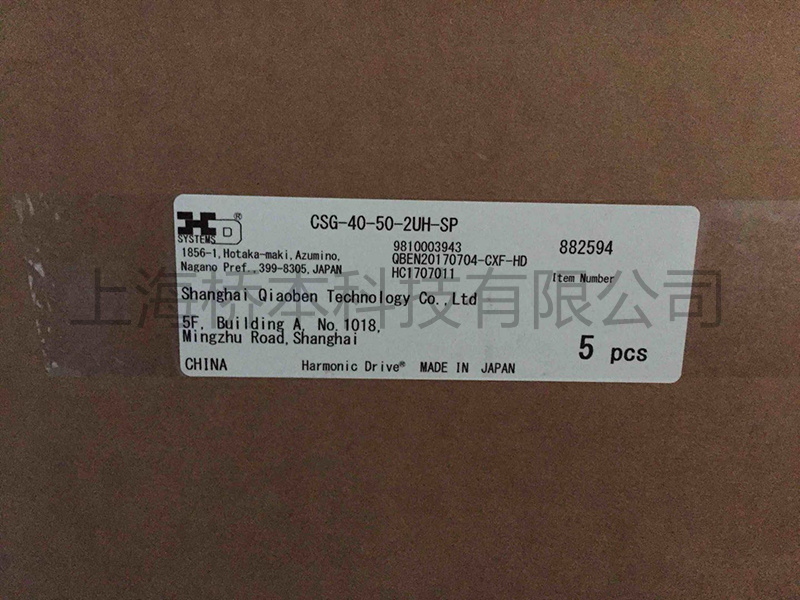 CSG-40-50-2UH-SP
HD®
SYSTEMS
1856-1,Hotaka-maki,Azumino,
Nagano Pref.,399-8305,JAPAN
9810003943
QBEN20170704-CXF-HD
HC1707011
882594
Item Number
上海桥本科技有限公司
Shanghai Qiaoben Technology Co.,Ltd
5F, Building A, No.1018,
Mingzhu Road,Shanghai
5 pcs
CHINA
Harmonic Drive® MADE IN JAPAN